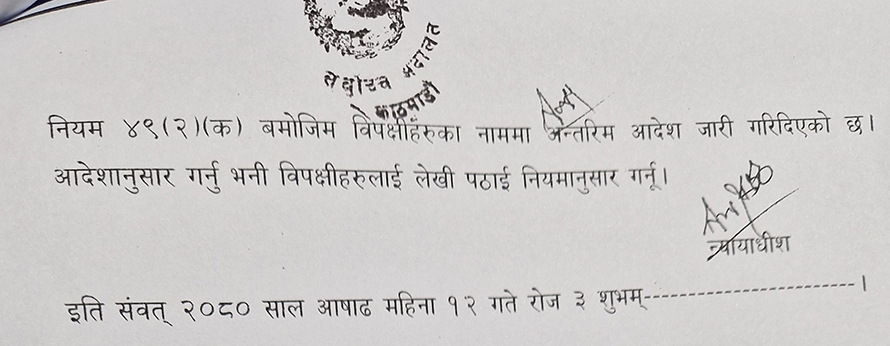 सर्वोच्च अदालत
काठमाडौं
नियम ४९(२)(क) बमोजिम विपक्षीहरुका नाममा अन्तरिम आदेश जारी गरिदिएको छ।
आदेशानुसार गर्नु भनी विपक्षीहरुलाई लेखी पठाई नियमानुसार गर्नू।
न्यायाधीश
इति संवत् २०८० साल आषाढ महिना १२ गते रोज ३ शुभम्---------------------------।